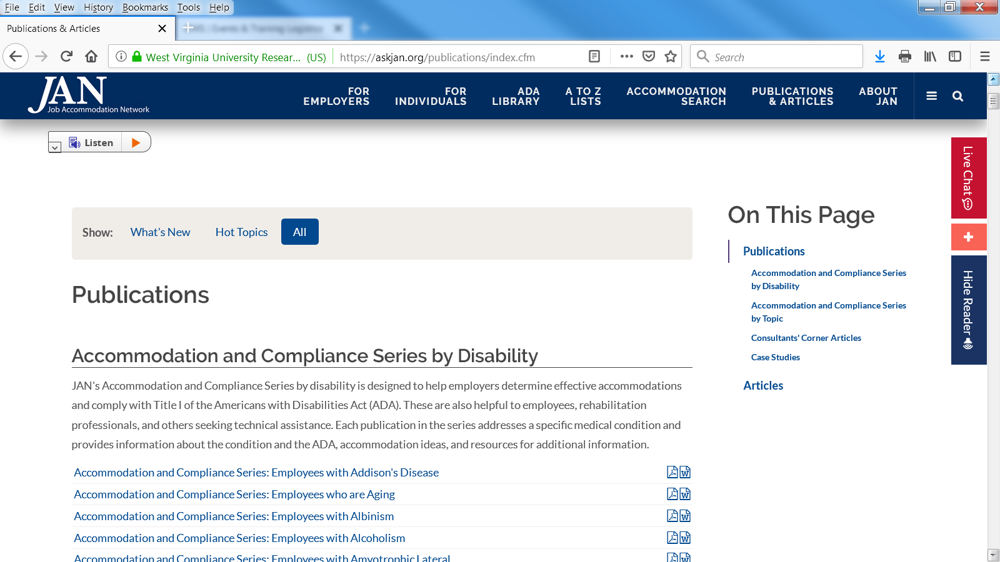 File Edit View History Bookmarks Tools Help
Publications & Articles
Events & Training Logistics
West Virginia University Resear... (US) https://askjan.org/publications/index.cfm Search
JAN
Job Accommodation Network
FOR EMPLOYERS
FOR INDIVIDUALS
ADA LIBRARY
A TO Z LISTS
ACCOMMODATION SEARCH
PUBLICATIONS & ARTICLES
ABOUT JAN
Listen
Live Chat
Hide Reader
Show: What's New Hot Topics All
Publications
Accommodation and Compliance Series by Disability
JAN's Accommodation and Compliance Series by disability is designed to help employers determine effective accommodations
and comply with Title I of the Americans with Disabilities Act (ADA). These are also helpful to employees, rehabilitation
professionals, and others seeking technical assistance. Each publication in the series addresses a specific medical condition and
provides information about the condition and the ADA, accommodation ideas, and resources for additional information.
Accommodation and Compliance Series: Employees with Addison's Disease
Accommodation and Compliance Series: Employees who are Aging
Accommodation and Compliance Series: Employees with Albinism
Accommodation and Compliance Series: Employees with Alcoholism
Accommodation and Compliance Series: Employees with Amyotrophic Lateral
On This Page
Publications
Accommodation and Compliance Series
by Disability
Accommodation and Compliance Series
by Topic
Consultants' Corner Articles
Case Studies
Articles